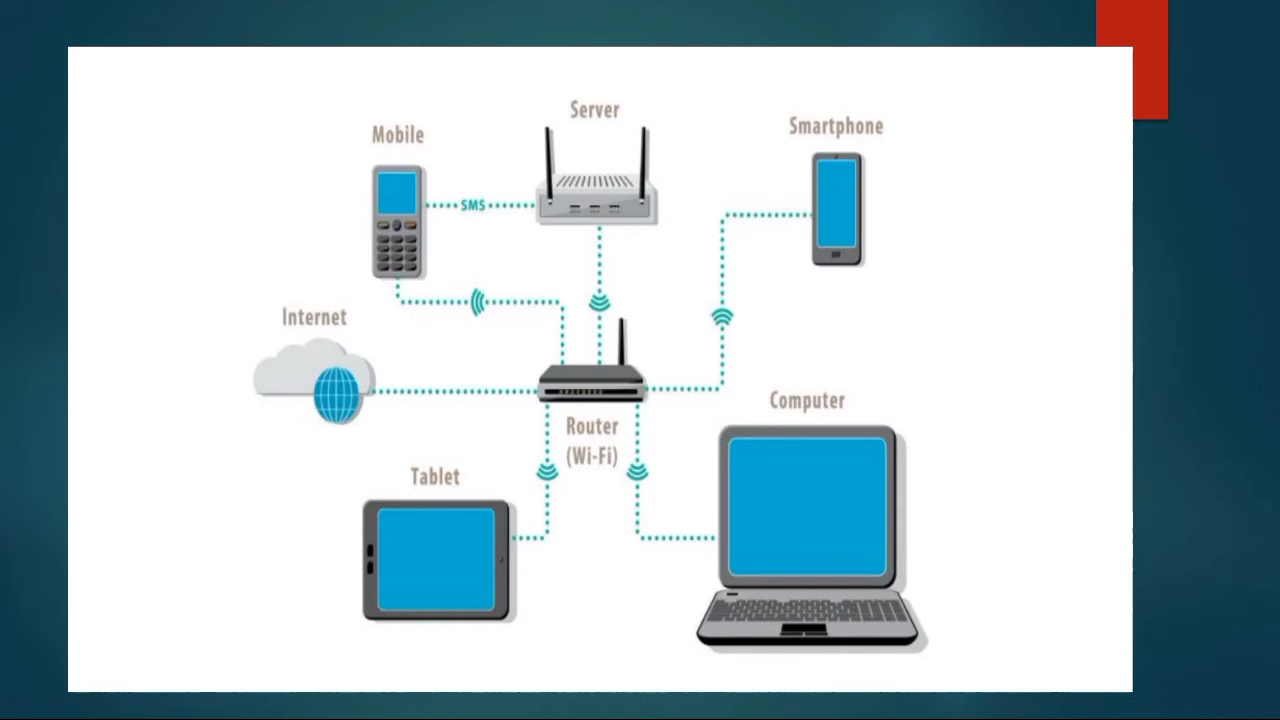 Server
Mobile
Smartphone
SMS
Internet
Router
(Wi-Fi)
Computer
Tablet